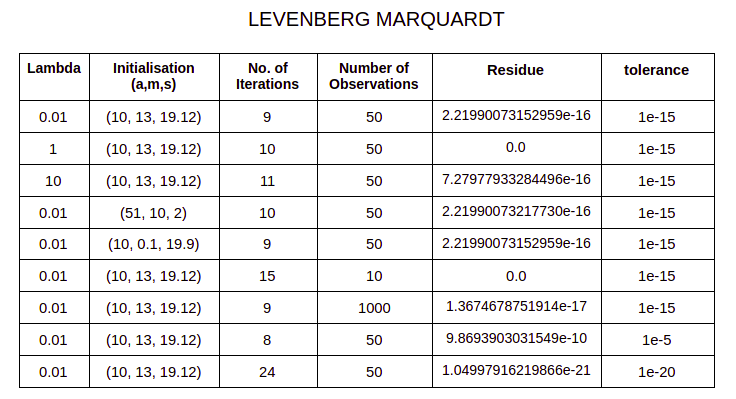 LEVENBERG MARQUARDT
Lambda Initialisation (a,m,s) No. of Iterations Number of Observations Residue tolerance
0.01 (10, 13, 19.12) 9 50 2.21990073152959e-16 1e-15
1 (10, 13, 19.12) 10 50 0.0 1e-15
10 (10, 13, 19.12) 11 50 7.27977933284496e-16 1e-15
0.01 (51, 10, 2) 10 50 2.21990073217730e-16 1e-15
0.01 (10, 0.1, 19.9) 9 50 2.21990073152959e-16 1e-15
0.01 (10, 13, 19.12) 15 10 0.0 1e-15
0.01 (10, 13, 19.12) 9 1000 1.3674678751914e-17 1e-15
0.01 (10, 13, 19.12) 8 50 9.8693903031549e-10 1e-5
0.01 (10, 13, 19.12) 24 50 1.04997916219866e-21 1e-20